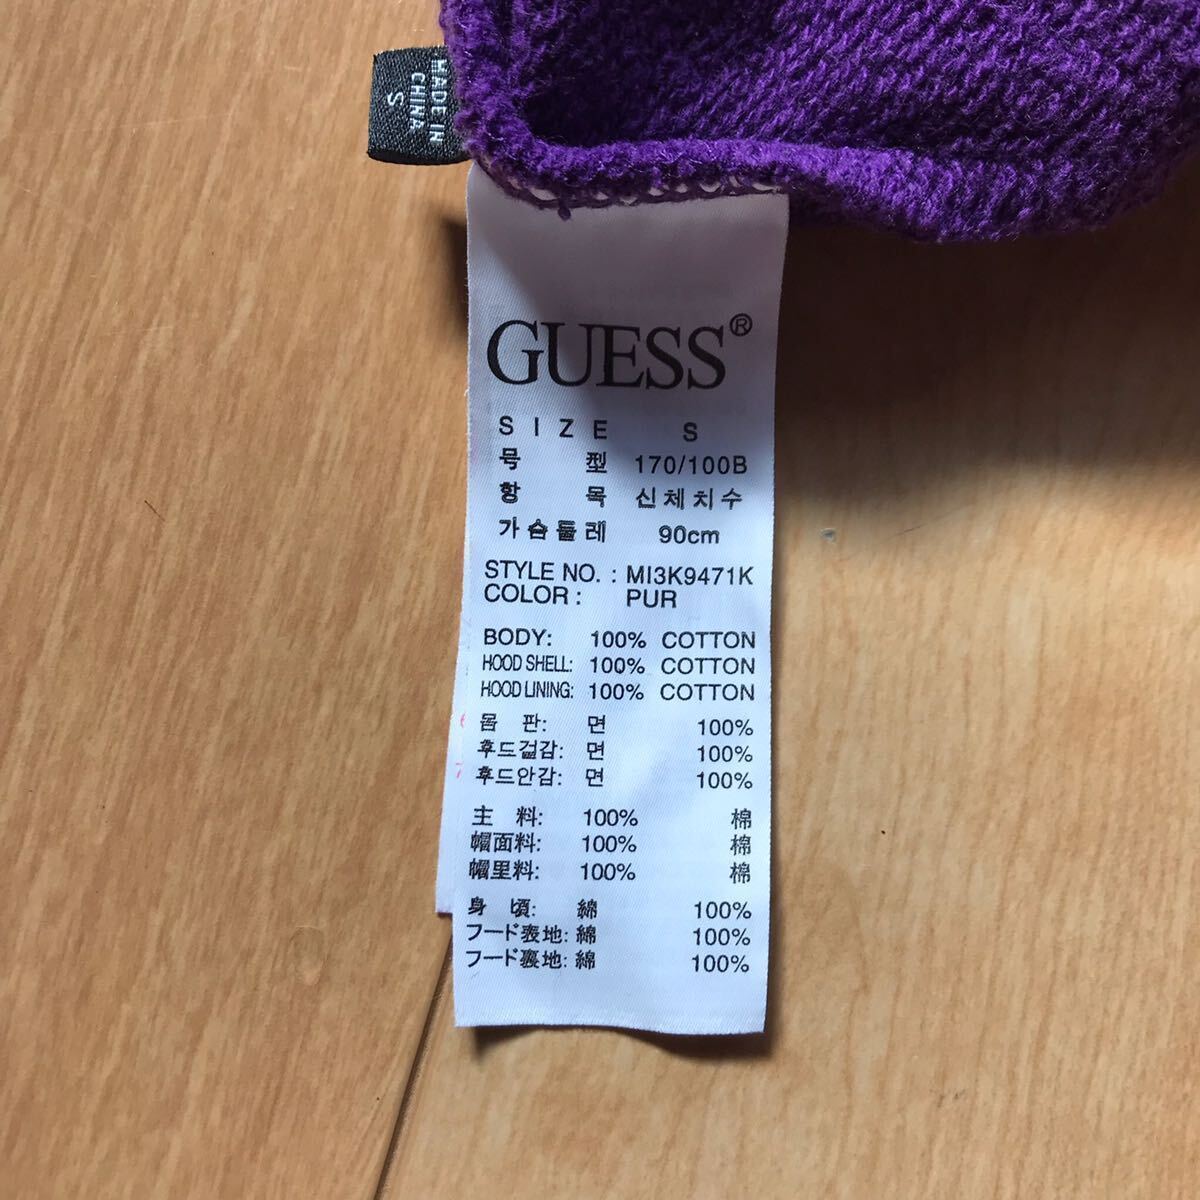 MADE IN
CHINA
S
GUESS®
SIZE S
号 型 170/100B
항 목 신체치수
가슴둘레 90cm
STYLE NO. : MI3K9471K
COLOR : PUR
BODY: 100% COTTON
HOOD SHELL: 100% COTTON
HOOD LINING: 100% COTTON
몸 판: 면 100%
후드겉감: 면 100%
후드안감: 면 100%
主 料: 100% 棉
帽面料: 100% 棉
帽里料: 100% 棉
身 頃: 綿 100%
フード表地: 綿 100%
フード裏地: 綿 100%